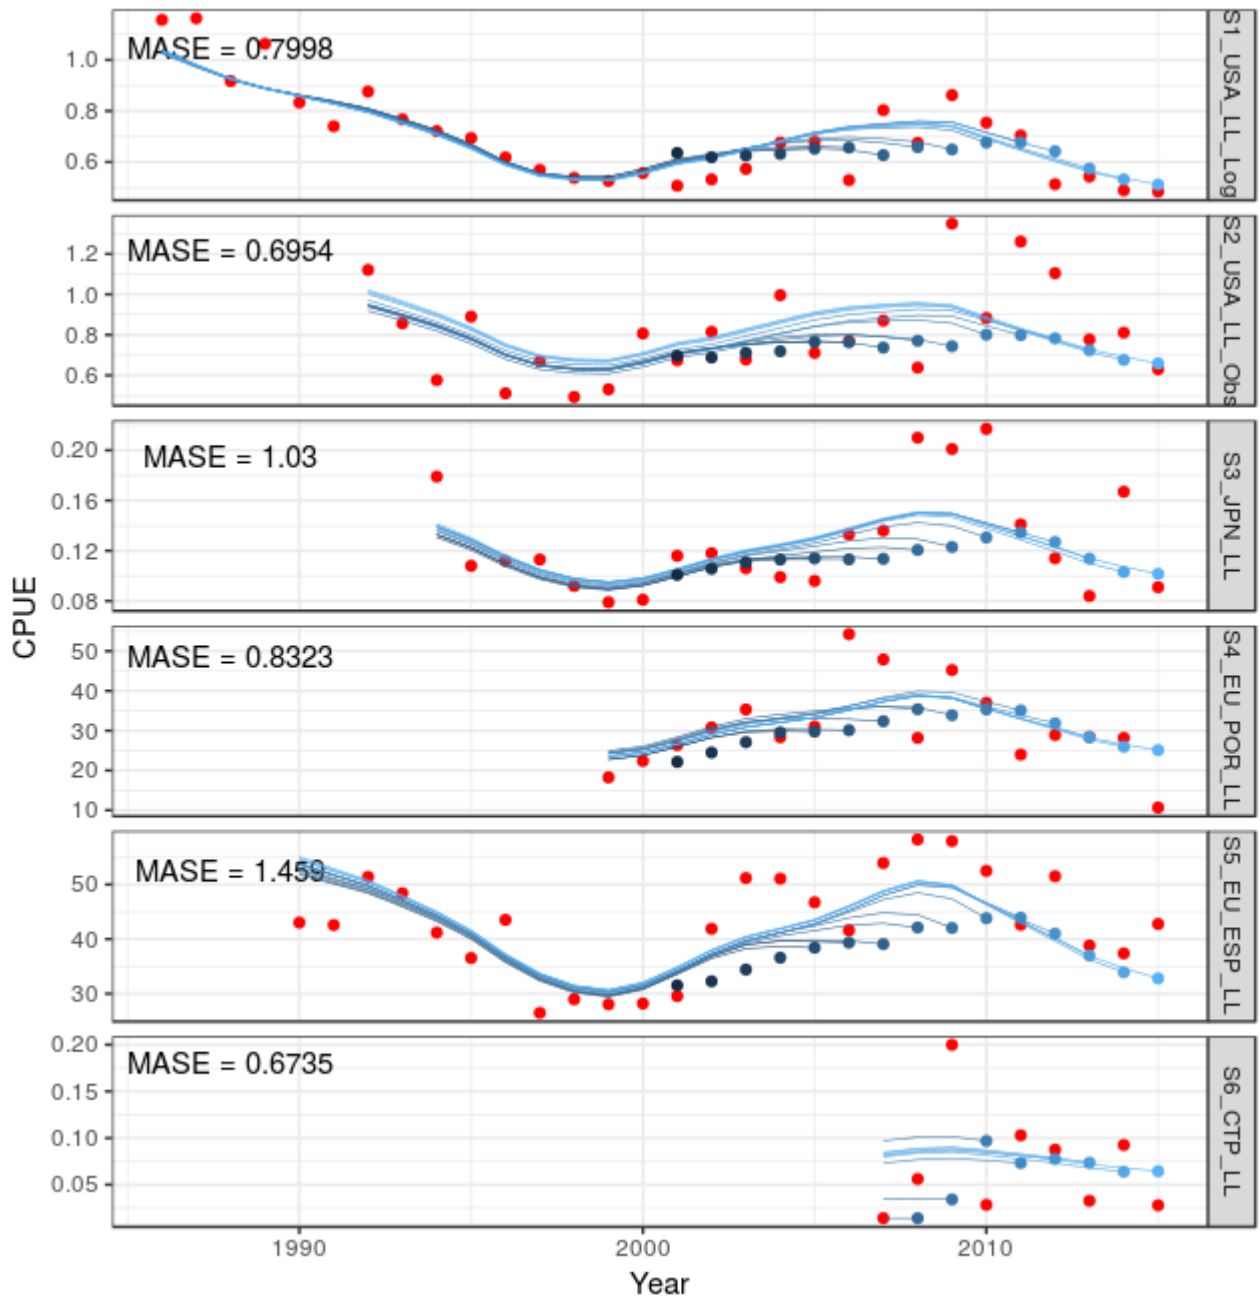 MASE = 0.7998
1.0
0.8
0.6
S1_USA_LL_Log
MASE = 0.6954
1.2
1.0
0.8
0.6
S2_USA_LL_Obs
MASE = 1.03
0.20
0.16
0.12
0.08
S3_JPN_LL
CPUE
MASE = 0.8323
50
40
30
20
10
S4_EU_POR_LL
MASE = 1.459
50
40
30
S5_EU_ESP_LL
MASE = 0.6735
0.20
0.15
0.10
0.05
S6_CTP_LL
1990 2000 2010
Year